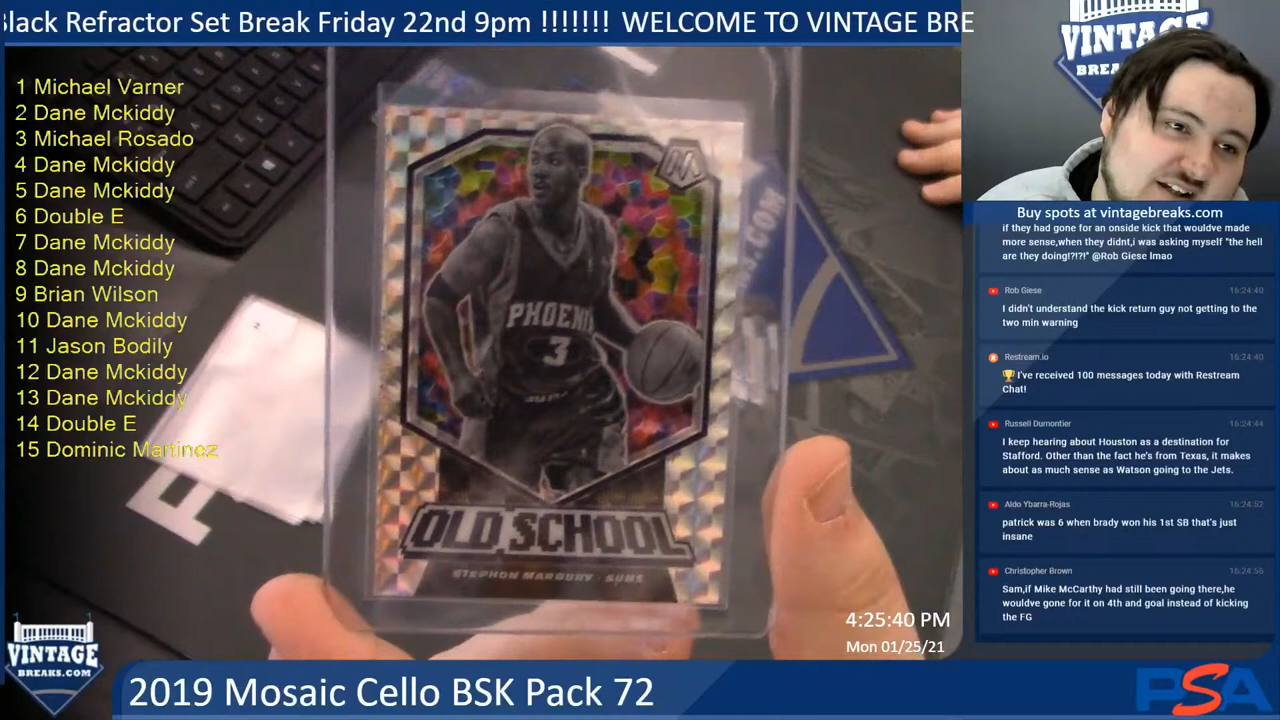 Black Refractor Set Break Friday 22nd 9pm !!!!!!! WELCOME TO VINTAGE BRE
1 Michael Varner
2 Dane Mckiddy
3 Michael Rosado
4 Dane Mckiddy
5 Dane Mckiddy
6 Double E
7 Dane Mckiddy
8 Dane Mckiddy
9 Brian Wilson
10 Dane Mckiddy
11 Jason Bodily
12 Dane Mckiddy
13 Dane Mckiddy
14 Double E
15 Dominic Martinez
M
PHOENIX
3
OLD SCHOOL
STEPHON MARBURY · SUNS
S.COM
VINTAGE
BREA
Buy spots at vintagebreaks.com
if they had gone for an onside kick that wouldve made
more sense,when they didnt,i was asking myself "the hell
are they doing!?!?!" @Rob Giese lmao
Rob Giese 16:24:40
I didn't understand the kick return guy not getting to the
two min warning
Restream.io 16:24:40
🏆 I've received 100 messages today with Restream
Chat!
Russell Dumontier 16:24:44
I keep hearing about Houston as a destination for
Stafford. Other than the fact he's from Texas, it makes
about as much sense as Watson going to the Jets.
Aldo Ybarra-Rojas 16:24:52
patrick was 6 when brady won his 1st SB that's just
insane
Christopher Brown 16:24:56
Sam,if Mike McCarthy had still been going there,he
wouldve gone for it on 4th and goal instead of kicking
the FG
4:25:40 PM
Mon 01/25/21
VINTAGE
BREAKS.COM
2019 Mosaic Cello BSK Pack 72
PSA